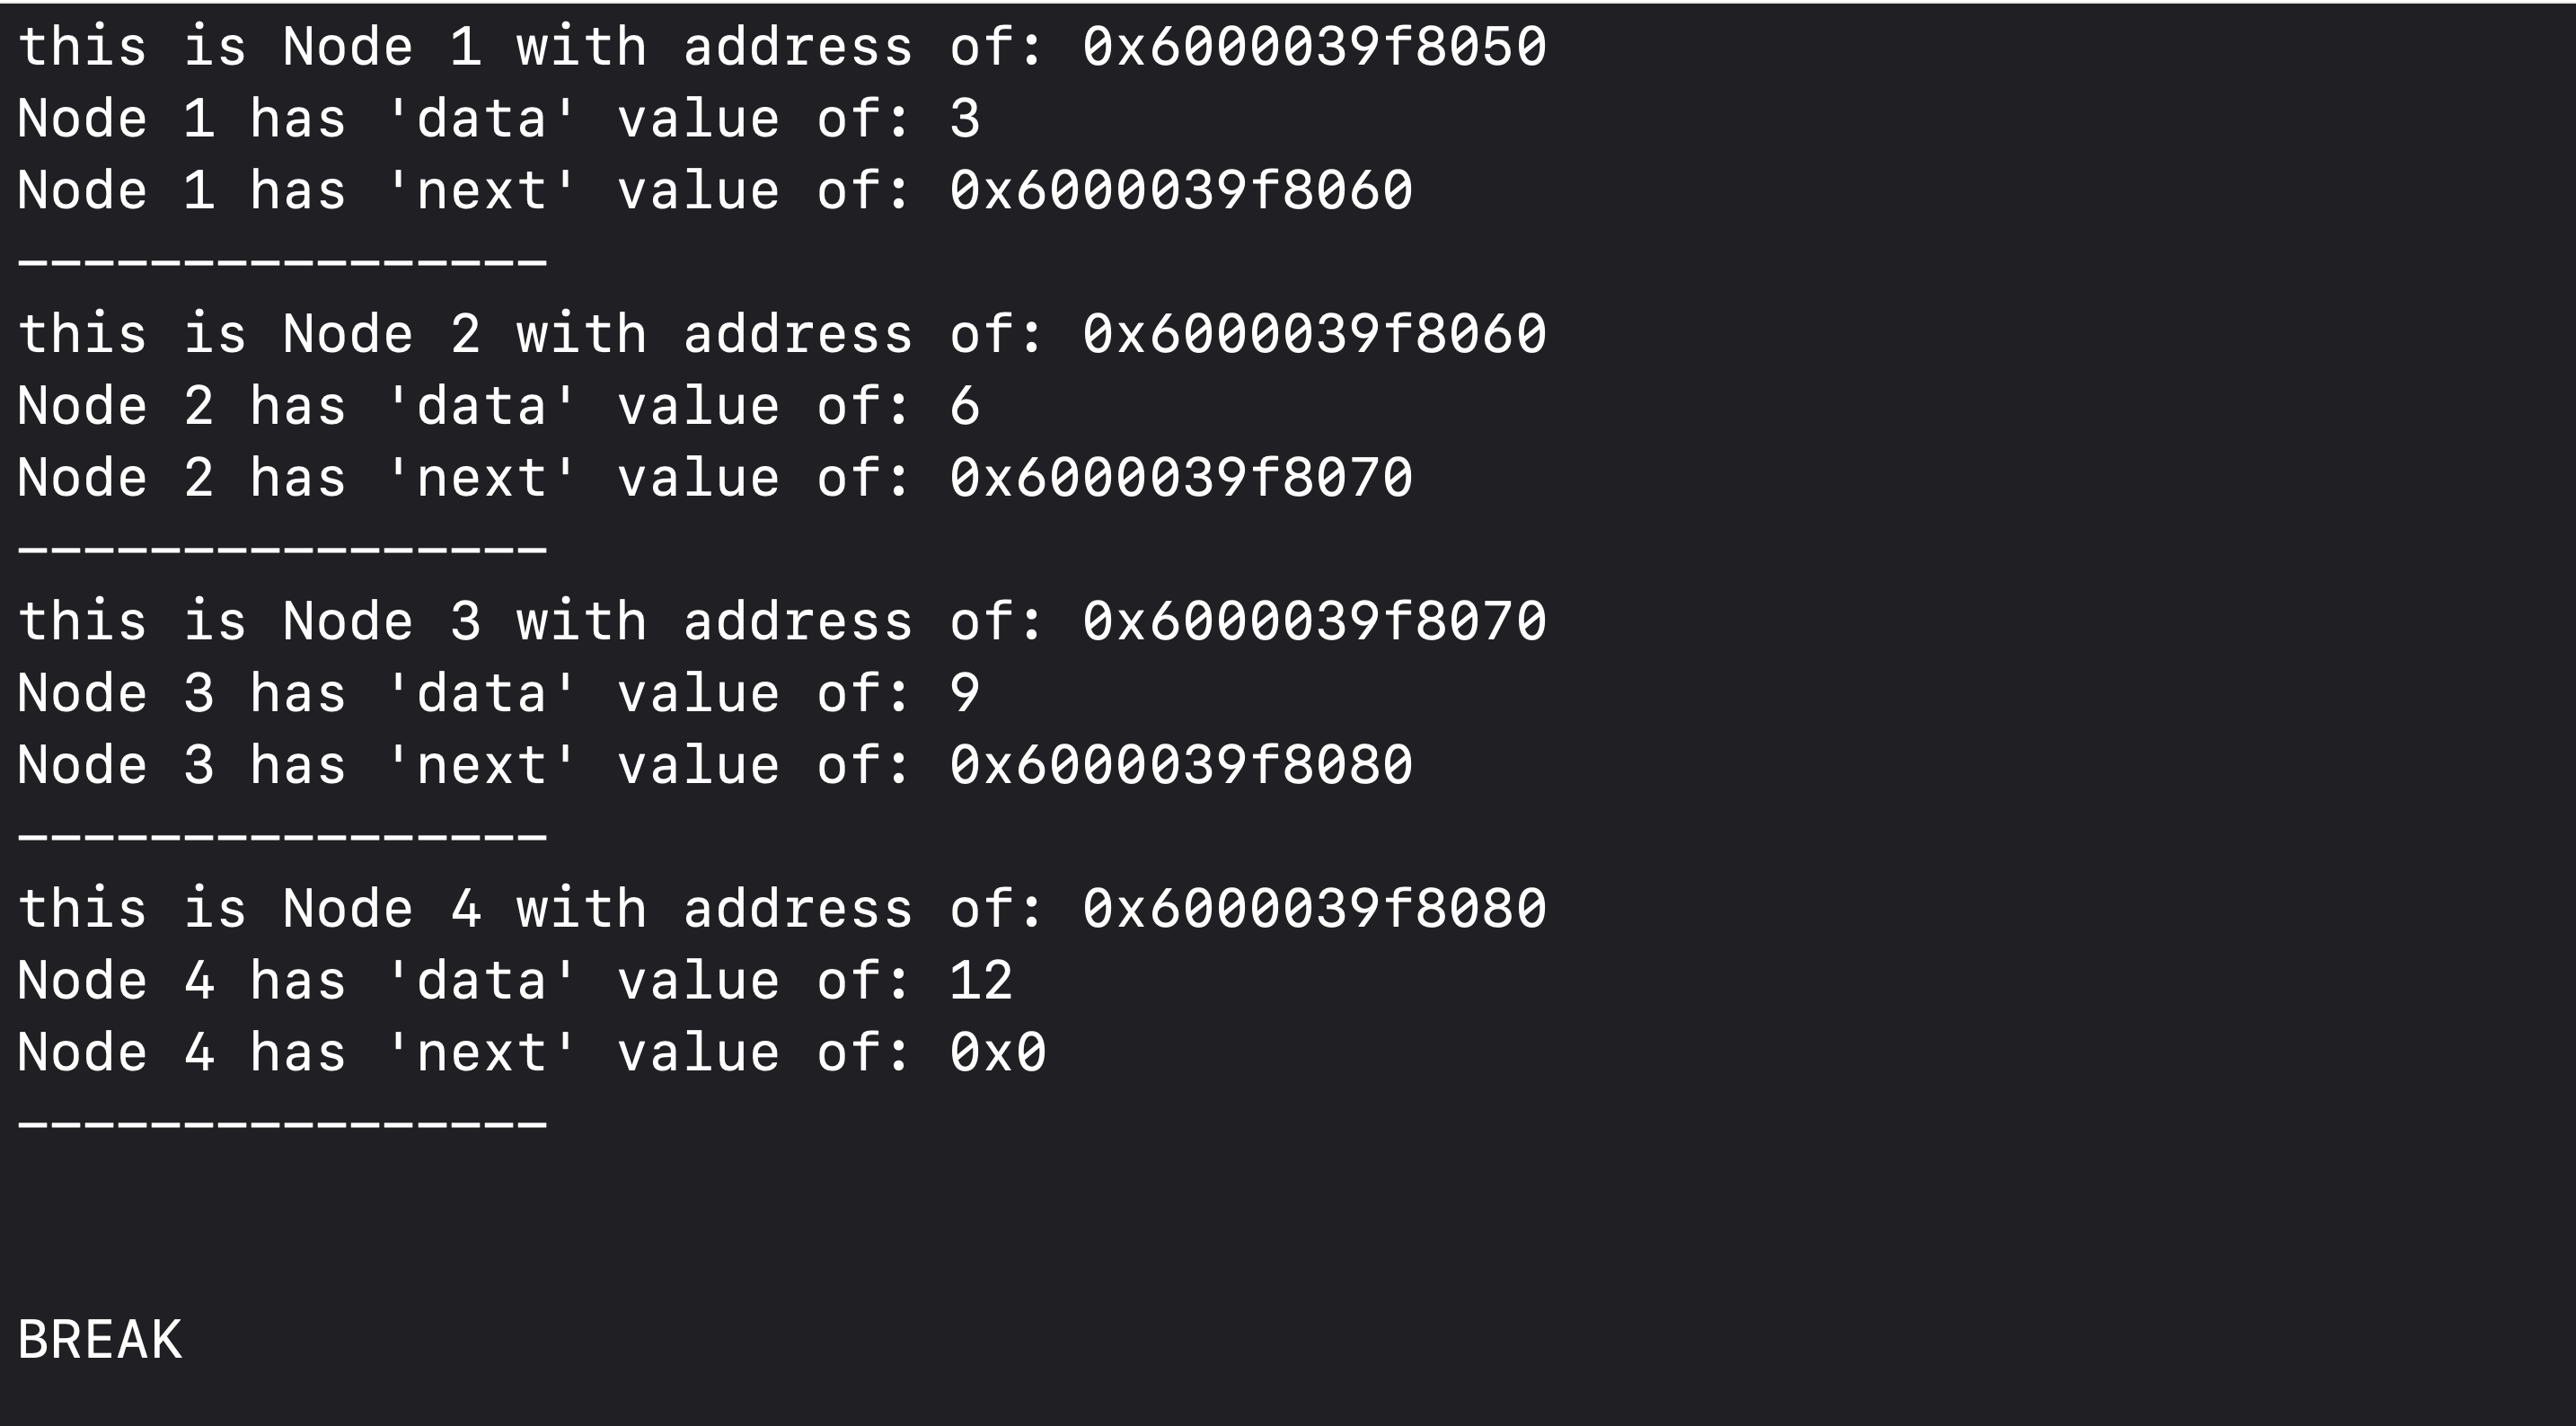 this is Node 1 with address of: 0x6000039f8050
Node 1 has 'data' value of: 3
Node 1 has 'next' value of: 0x6000039f8060
----------------
this is Node 2 with address of: 0x6000039f8060
Node 2 has 'data' value of: 6
Node 2 has 'next' value of: 0x6000039f8070
----------------
this is Node 3 with address of: 0x6000039f8070
Node 3 has 'data' value of: 9
Node 3 has 'next' value of: 0x6000039f8080
----------------
this is Node 4 with address of: 0x6000039f8080
Node 4 has 'data' value of: 12
Node 4 has 'next' value of: 0x0
----------------
BREAK